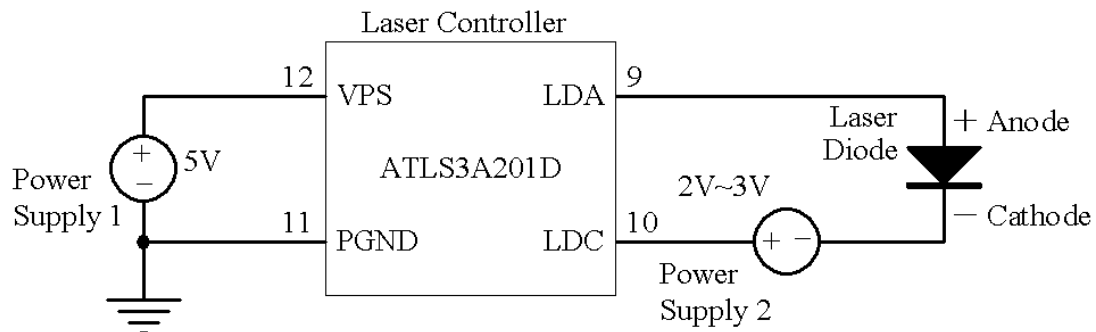 Laser Controller
12
VPS
LDA
9
Laser
Diode
+ Anode
+
−
5V
Power
Supply 1
ATLS3A201D
2V~3V
− Cathode
11
PGND
LDC
10
+ −
Power
Supply 2